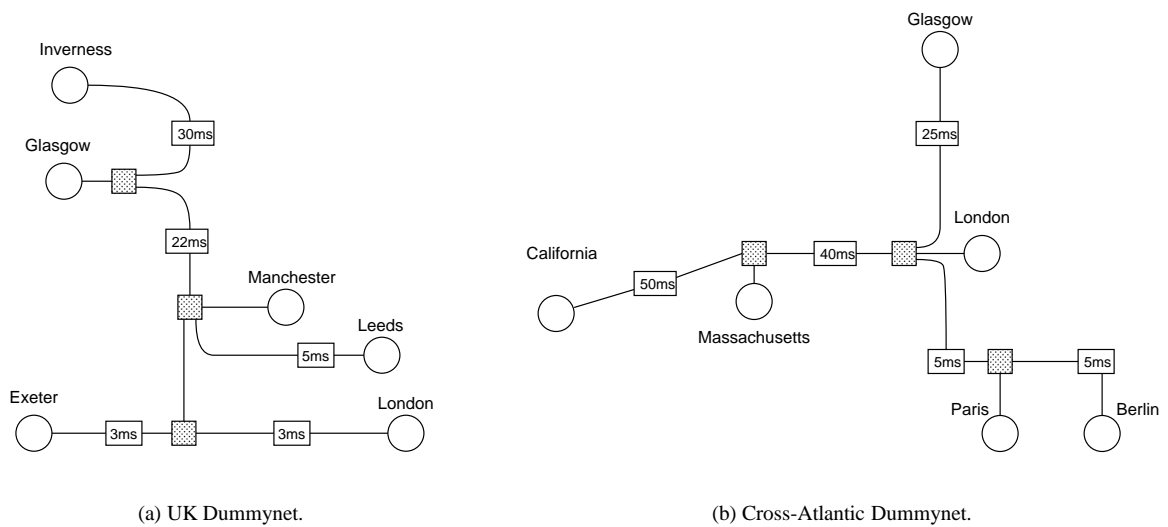 Inverness
30ms
Glasgow
22ms
Manchester
Leeds
5ms
Exeter
London
3ms
3ms
(a) UK Dummynet.
Glasgow
25ms
London
California
40ms
50ms
Massachusetts
5ms
5ms
Paris
Berlin
(b) Cross-Atlantic Dummynet.